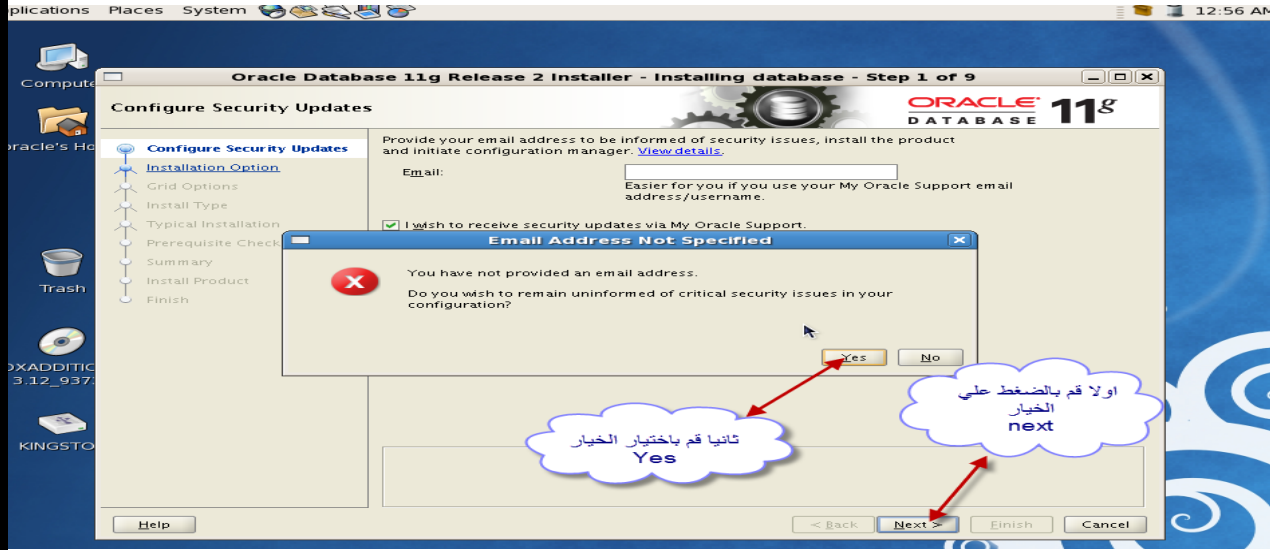 plications Places System 12:56 AM
Compute
racle's Ho
Trash
OXADDITIC
3.12_937.
KINGSTO
Oracle Database 11g Release 2 Installer - Installing database - Step 1 of 9
Configure Security Updates
ORACLE
DATABASE 11g
Configure Security Updates
Installation Option
Grid Options
Install Type
Typical Installation
Prerequisite Check
Summary
Install Product
Finish
Provide your email address to be informed of security issues, install the product
and initiate configuration manager. View details.
Email:
Easier for you if you use your My Oracle Support email
address/username.
I wish to receive security updates via My Oracle Support.
Email Address Not Specified
You have not provided an email address.
Do you wish to remain uninformed of critical security issues in your
configuration?
Yes No
اولا قم بالضغط علي
الخيار
next
ثانيا قم باختيار الخيار
Yes
Help < Back Next > Finish Cancel